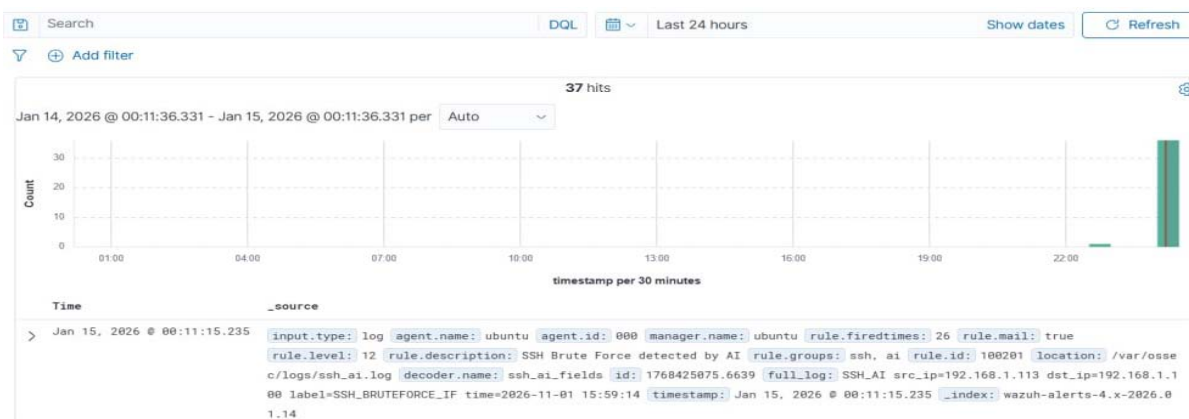 Search DQL Last 24 hours Show dates Refresh
Add filter
37 hits
Jan 14, 2026 @ 00:11:36.331 - Jan 15, 2026 @ 00:11:36.331 per Auto
Count
30
20
10
0
01:00 04:00 07:00 10:00 13:00 16:00 19:00 22:00
timestamp per 30 minutes
Time _source
Jan 15, 2026 @ 00:11:15.235 input.type: log agent.name: ubuntu agent.id: 000 manager.name: ubuntu rule.firedtimes: 26 rule.mail: true
rule.level: 12 rule.description: SSH Brute Force detected by AI rule.groups: ssh, ai rule.id: 100201 location: /var/osse
c/logs/ssh_ai.log decoder.name: ssh_ai_fields id: 1768425075.6639 full_log: SSH_AI src_ip=192.168.1.113 dst_ip=192.168.1.1
00 label=SSH_BRUTEFORCE_IF time=2026-11-01 15:59:14 timestamp: Jan 15, 2026 @ 00:11:15.235 _index: wazuh-alerts-4.x-2026.0
1.14